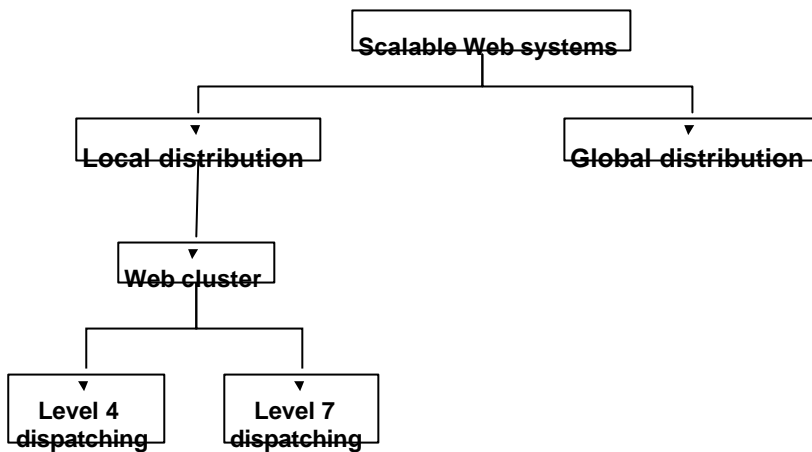 Scalable Web systems
Local distribution
Global distribution
Web cluster
Level 4
dispatching
Level 7
dispatching